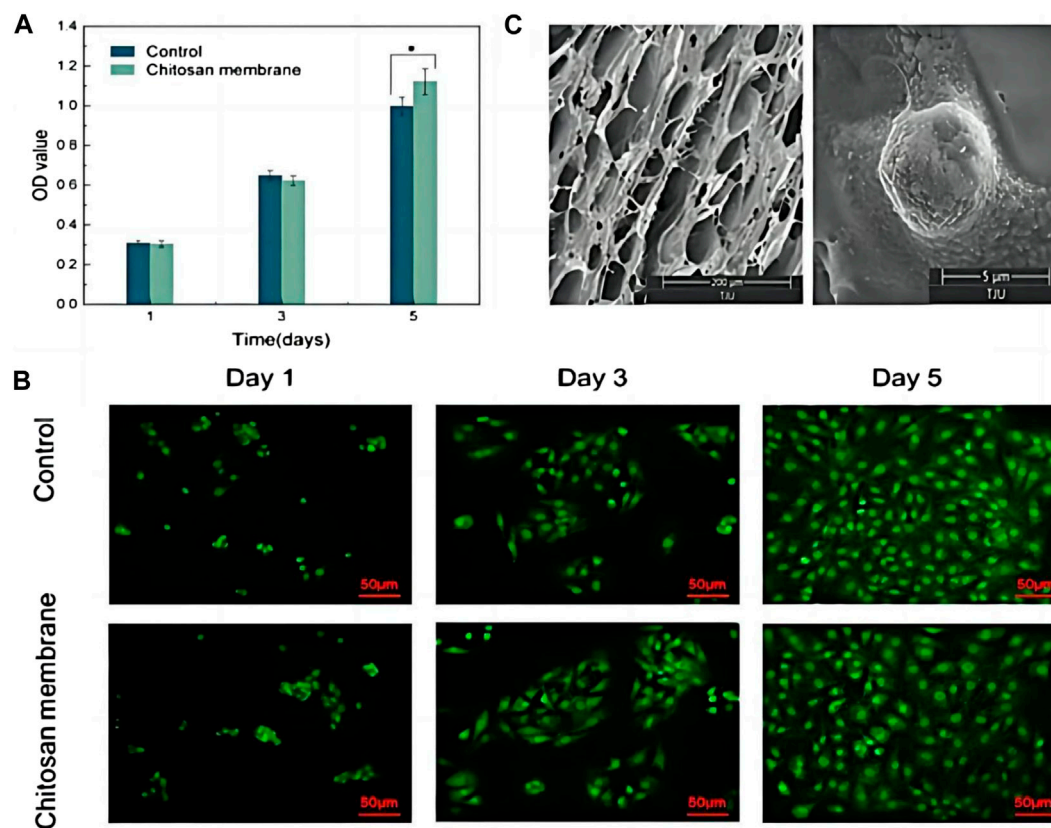 A
1.4
1.2
1.0
0.8
0.6
0.4
0.2
0.0
OD value
Control
Chitosan membrane
1
3
5
Time(days)
C
200 μm
TJU
5 μm
TJU
B
Day 1
Day 3
Day 5
Control
50μm
50μm
50μm
Chitosan membrane
50μm
50μm
50μm